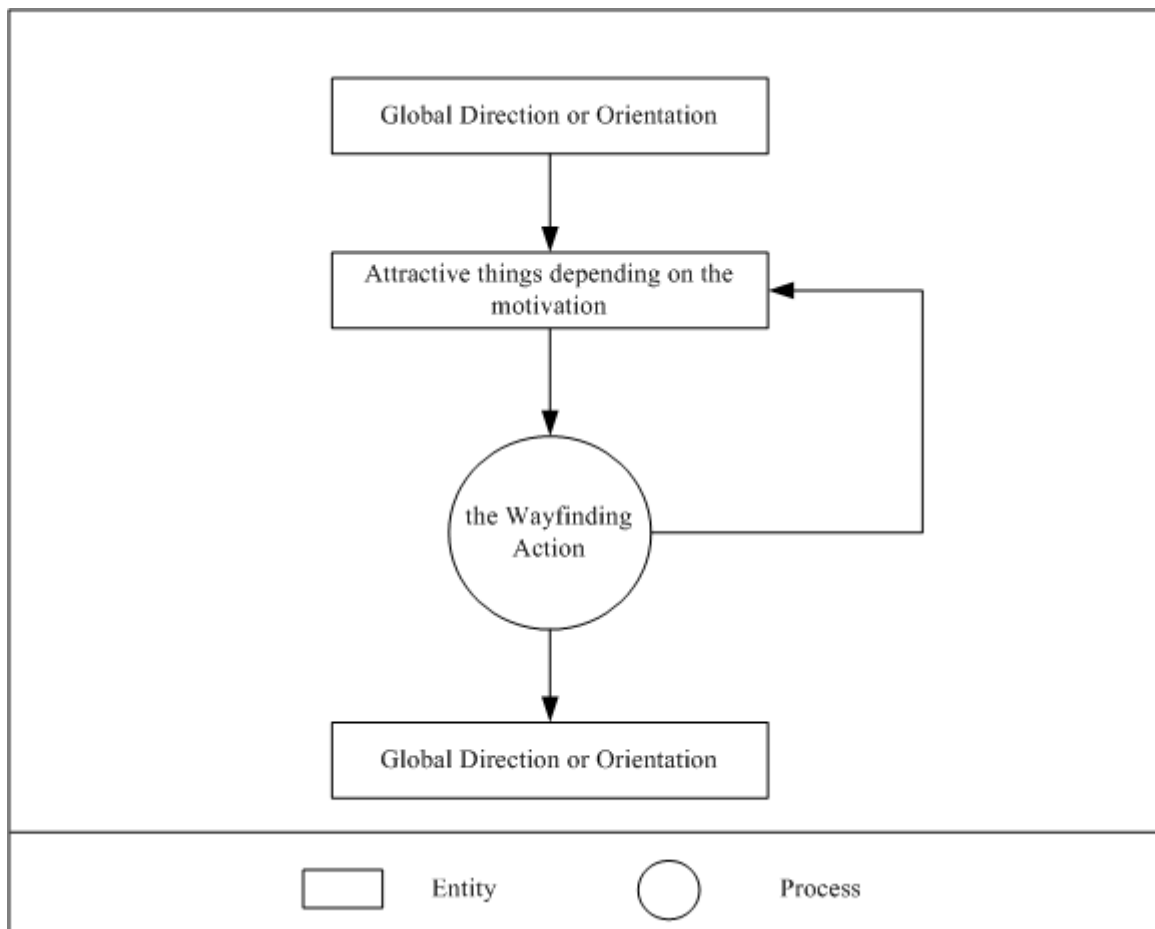 Global Direction or Orientation
Attractive things depending on the
motivation
the Wayfinding
Action
Global Direction or Orientation
Entity
Process